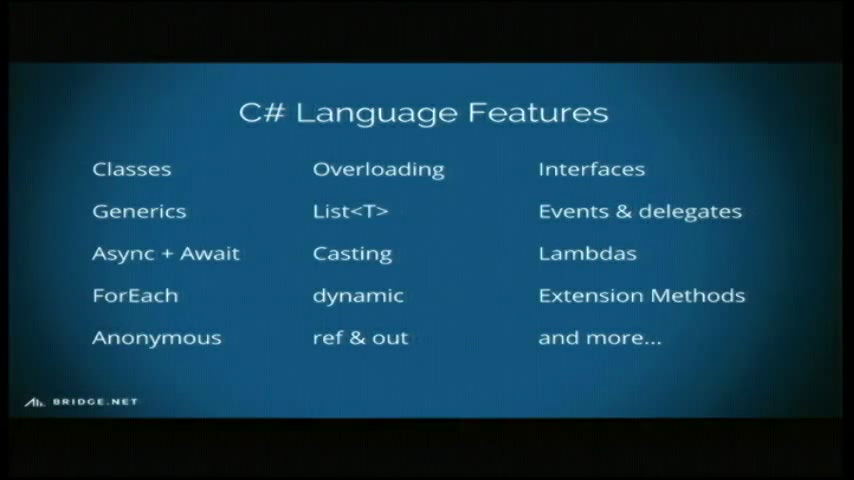 C# Language Features
Classes
Overloading
Interfaces
Generics
List<T>
Events & delegates
Async + Await
Casting
Lambdas
ForEach
dynamic
Extension Methods
Anonymous
ref & out
and more...
BRIDGE.NET